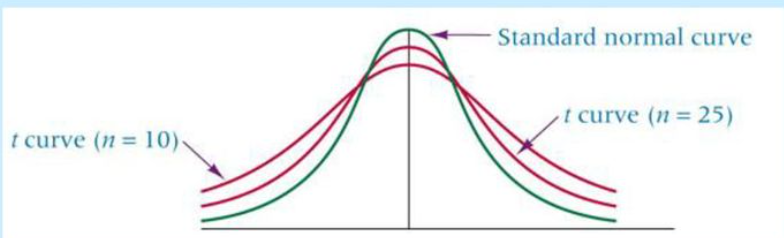 Standard normal curve
t curve (n = 25)
t curve (n = 10)